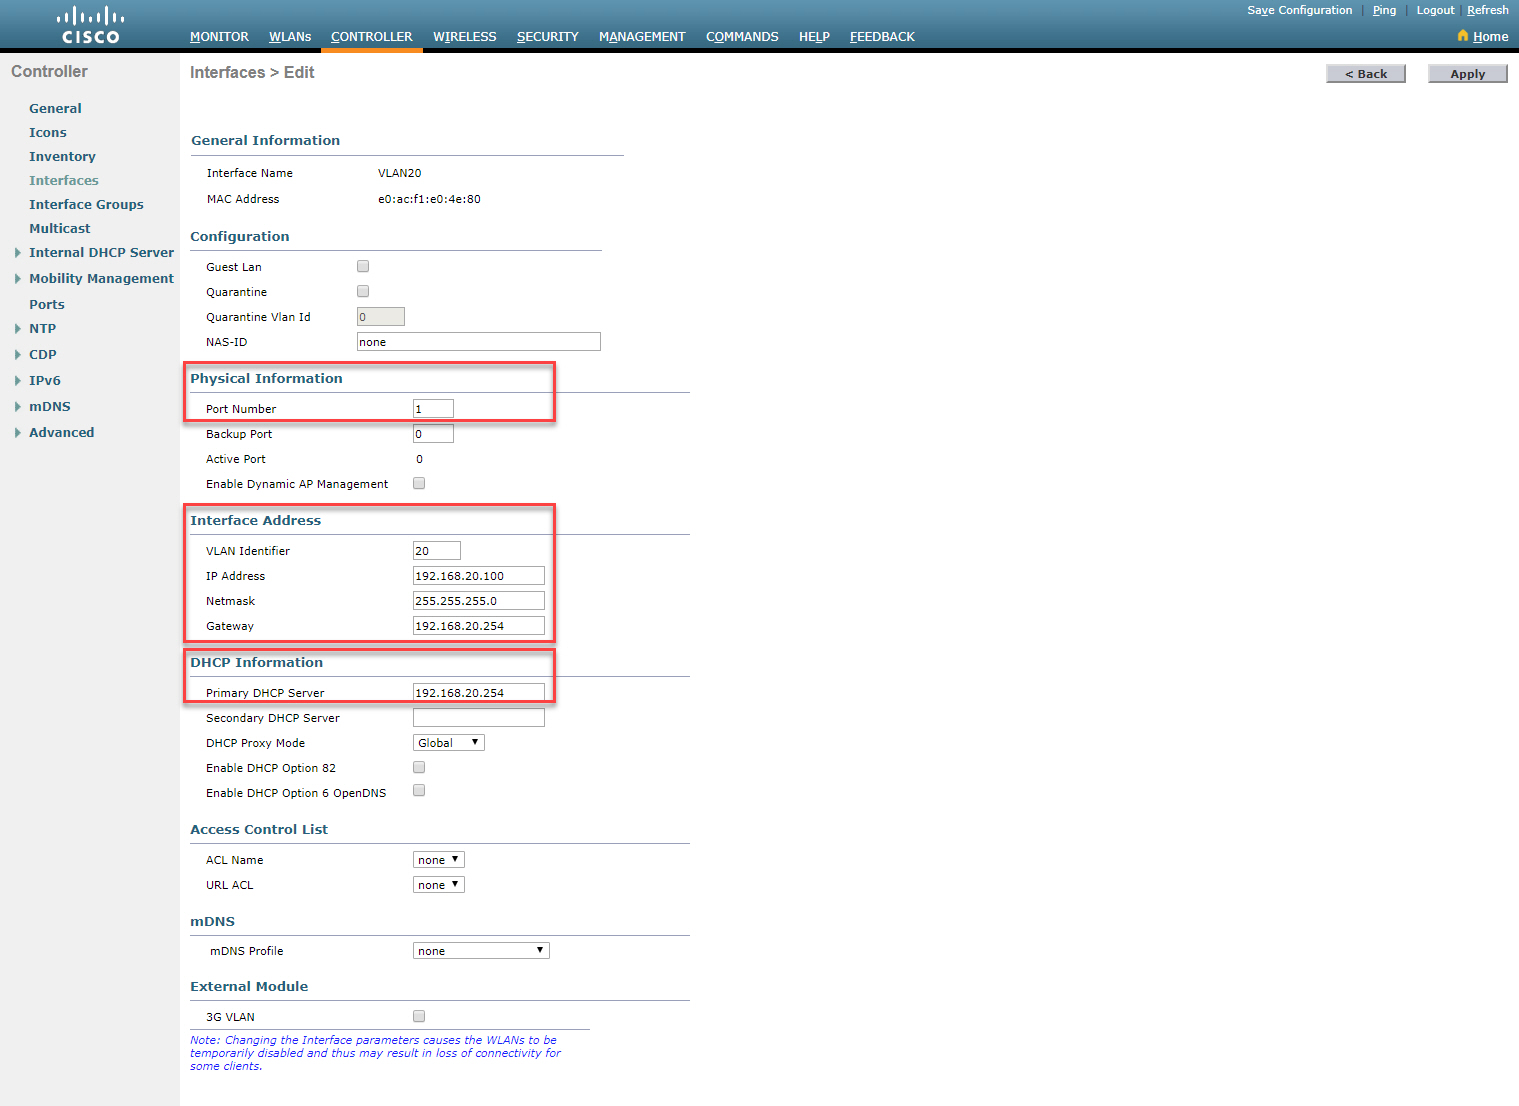 Save Configuration | Ping | Logout | Refresh
CISCO
MONITOR WLANs CONTROLLER WIRELESS SECURITY MANAGEMENT COMMANDS HELP FEEDBACK
Home
Controller
General
Icons
Inventory
Interfaces
Interface Groups
Multicast
Internal DHCP Server
Mobility Management
Ports
NTP
CDP
IPv6
mDNS
Advanced
Interfaces > Edit
< Back
Apply
General Information
Interface Name VLAN20
MAC Address e0:ac:f1:e0:4e:80
Configuration
Guest Lan
Quarantine
Quarantine Vlan Id 0
NAS-ID none
Physical Information
Port Number 1
Backup Port 0
Active Port 0
Enable Dynamic AP Management
Interface Address
VLAN Identifier 20
IP Address 192.168.20.100
Netmask 255.255.255.0
Gateway 192.168.20.254
DHCP Information
Primary DHCP Server 192.168.20.254
Secondary DHCP Server
DHCP Proxy Mode Global
Enable DHCP Option 82
Enable DHCP Option 6 OpenDNS
Access Control List
ACL Name none
URL ACL none
mDNS
mDNS Profile none
External Module
3G VLAN
Note: Changing the Interface parameters causes the WLANs to be
temporarily disabled and thus may result in loss of connectivity for
some clients.